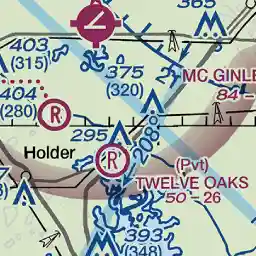 365
403
(315)
375
(320)
MC GINLE
84 -
404
(280)
R
295
208°
Holder
R
(Pvt)
TWELVE OAKS
50 - 26
393
(348)